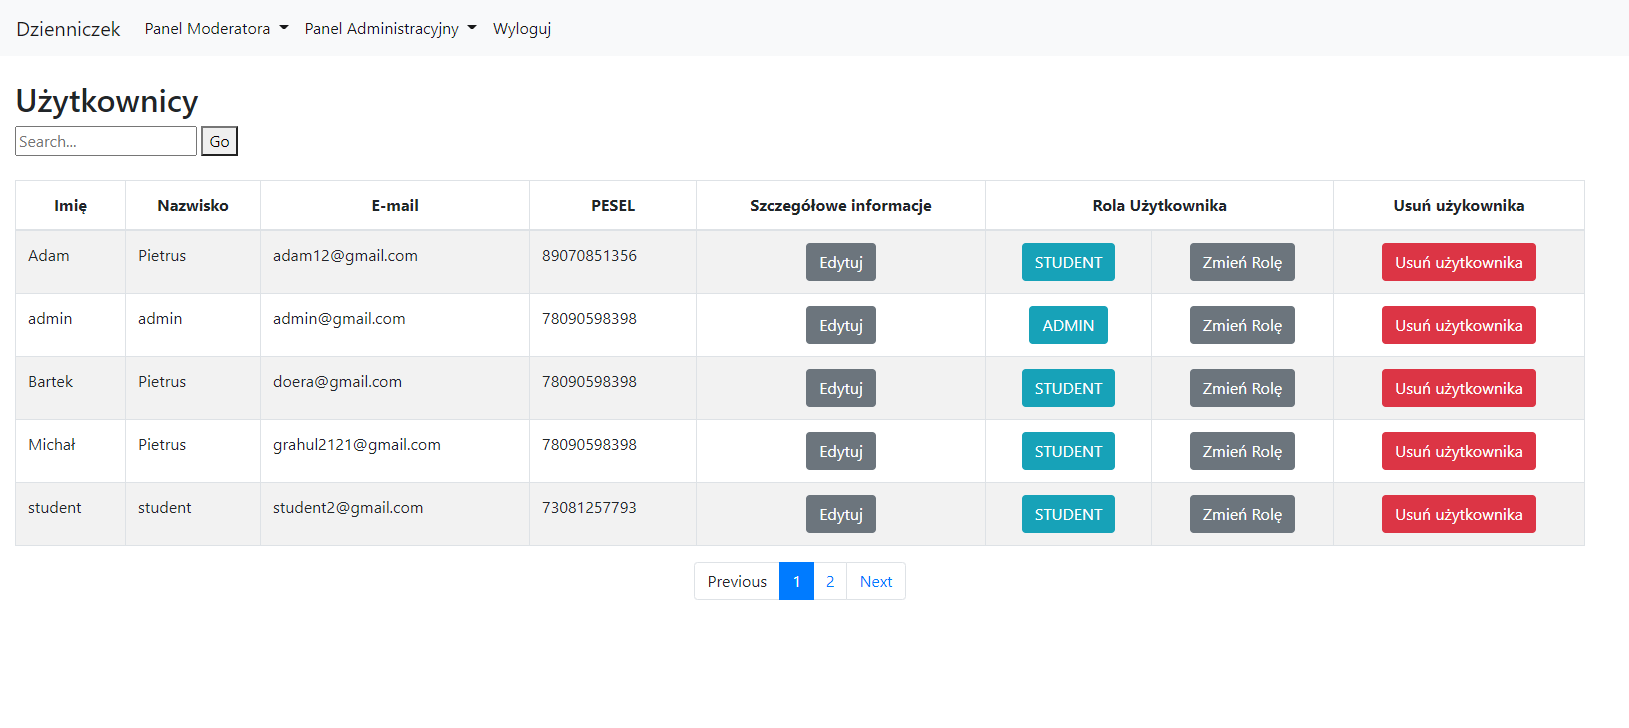 Dzienniczek Panel Moderatora Panel Administracyjny Wyloguj
Użytkownicy
Search... Go
Imię Nazwisko E-mail PESEL Szczegółowe informacje Rola Użytkownika Usuń użykownika
Adam Pietrus adam12@gmail.com 89070851356 Edytuj STUDENT Zmień Rolę Usuń użytkownika
admin admin admin@gmail.com 78090598398 Edytuj ADMIN Zmień Rolę Usuń użytkownika
Bartek Pietrus doera@gmail.com 78090598398 Edytuj STUDENT Zmień Rolę Usuń użytkownika
Michał Pietrus grahul2121@gmail.com 78090598398 Edytuj STUDENT Zmień Rolę Usuń użytkownika
student student student2@gmail.com 73081257793 Edytuj STUDENT Zmień Rolę Usuń użytkownika
Previous 1 2 Next